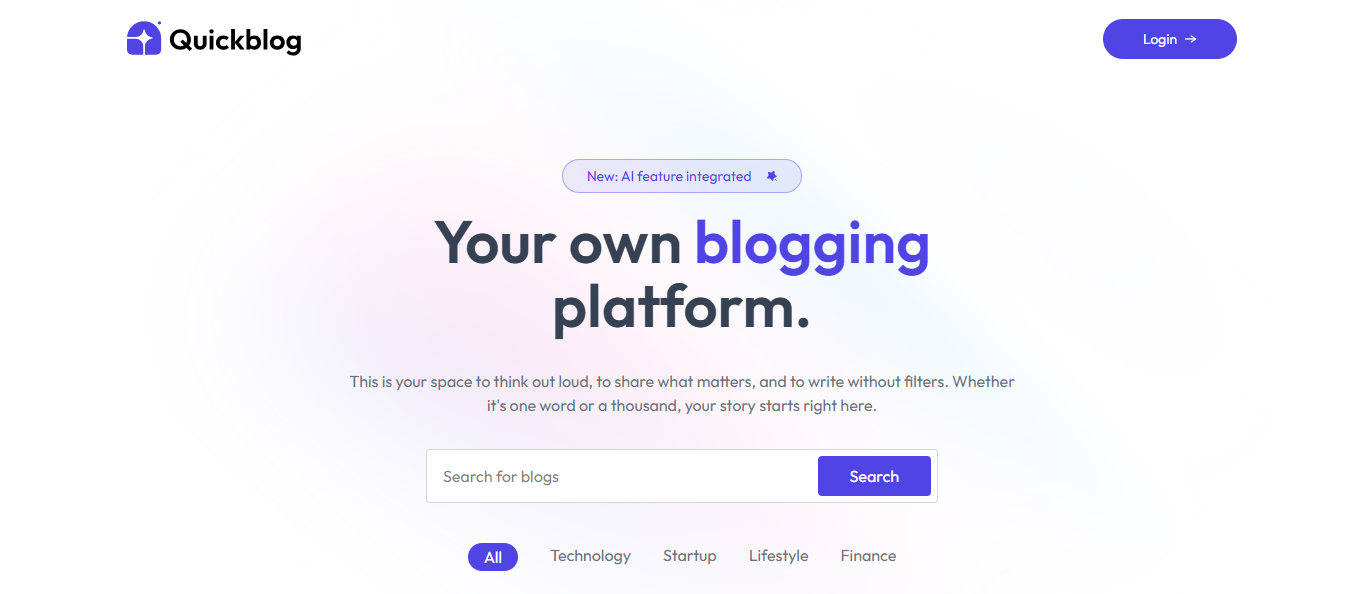 Quickblog
Login →
New: AI feature integrated
Your own blogging
platform.
This is your space to think out loud, to share what matters, and to write without filters. Whether
it's one word or a thousand, your story starts right here.
Search for blogs
Search
All
Technology
Startup
Lifestyle
Finance